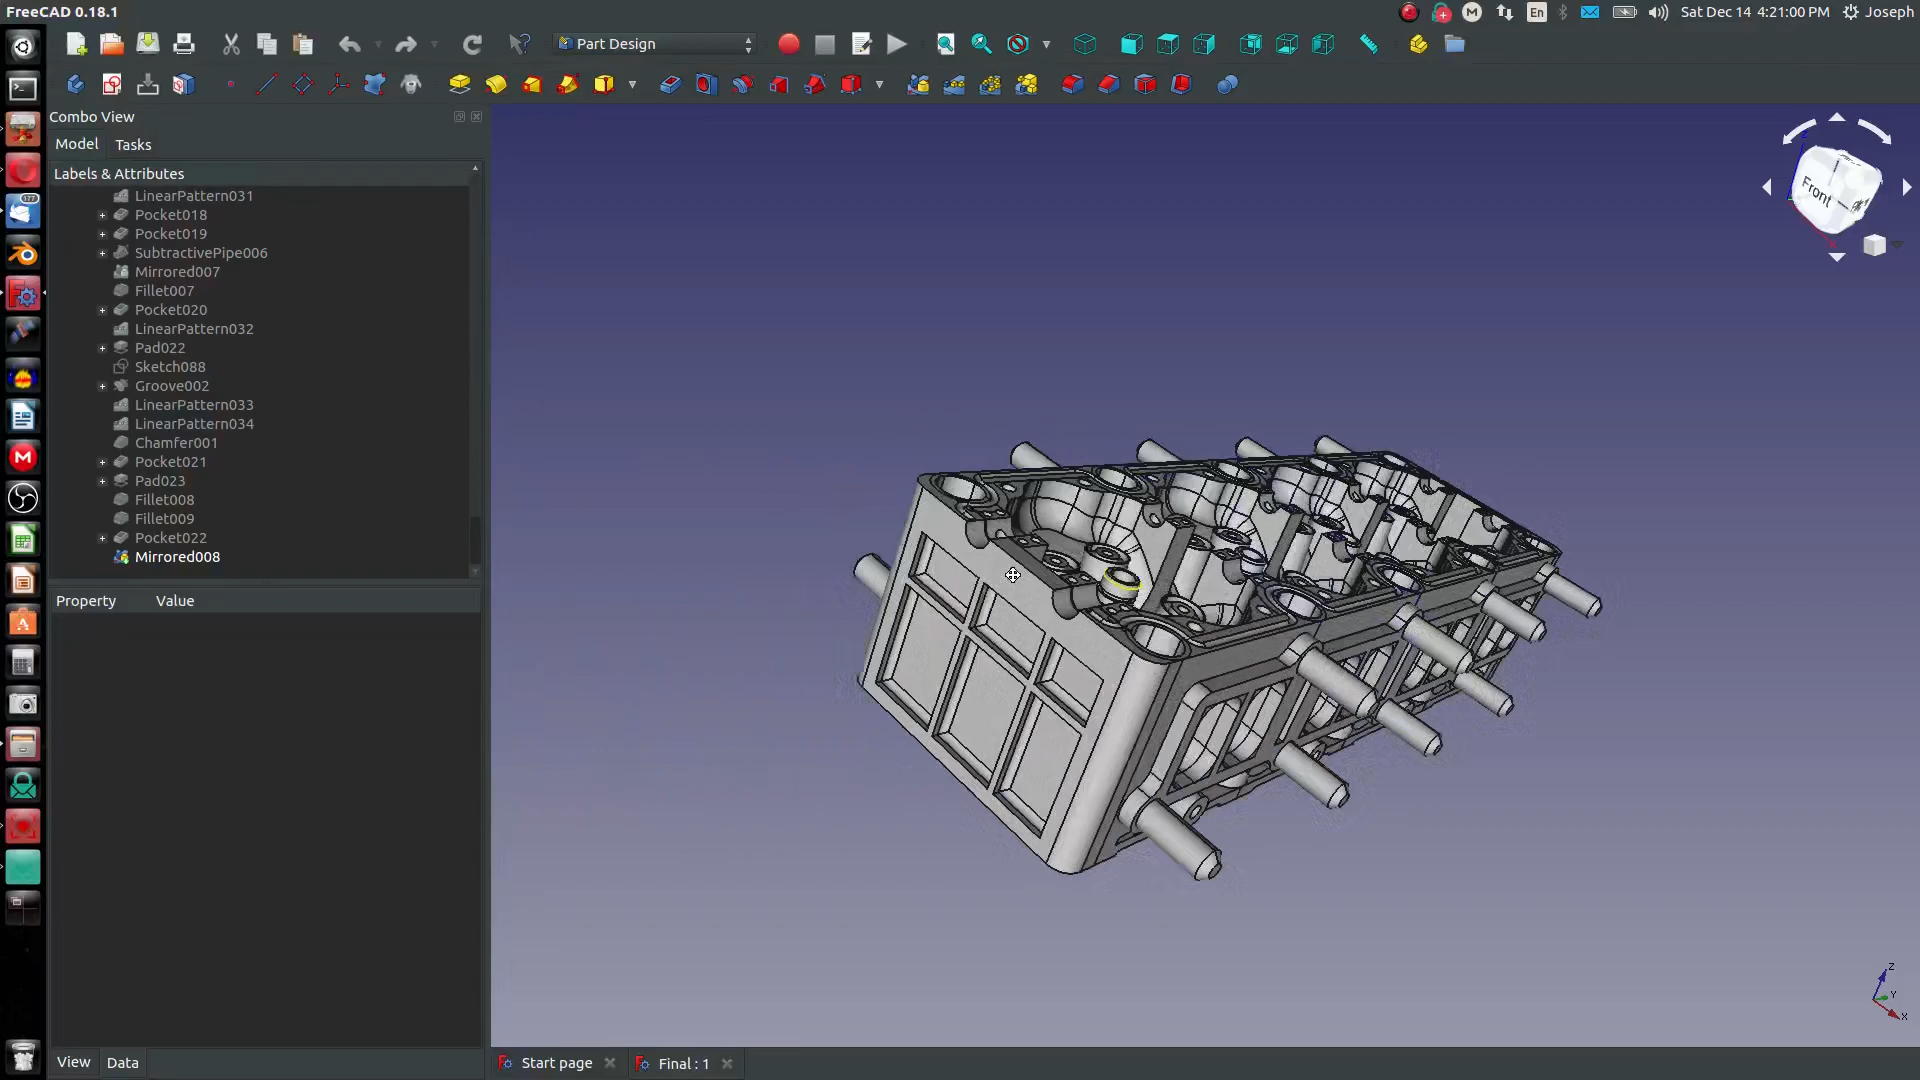 FreeCAD 0.18.1
En
Sat Dec 14 4:21:00 PM
Joseph
Part Design
Combo View
Model
Tasks
Labels & Attributes
LinearPattern031
Pocket018
Pocket019
SubtractivePipe006
Mirrored007
Fillet007
Pocket020
LinearPattern032
Pad022
Sketch088
Groove002
LinearPattern033
LinearPattern034
Chamfer001
Pocket021
Pad023
Fillet008
Fillet009
Pocket022
Mirrored008
Property
Value
View
Data
Start page
Final : 1
Front
177
Z
Y
X